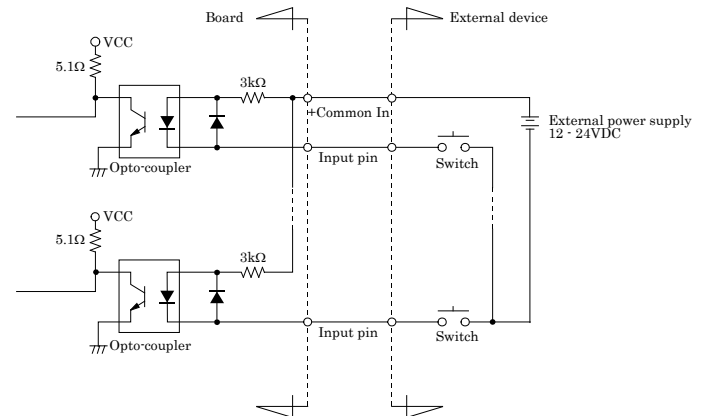 Board
External device
VCC
5.1Ω
3kΩ
+Common In
External power supply
12 - 24VDC
Input pin
Switch
Opto-coupler
VCC
5.1Ω
3kΩ
Input pin
Switch
Opto-coupler